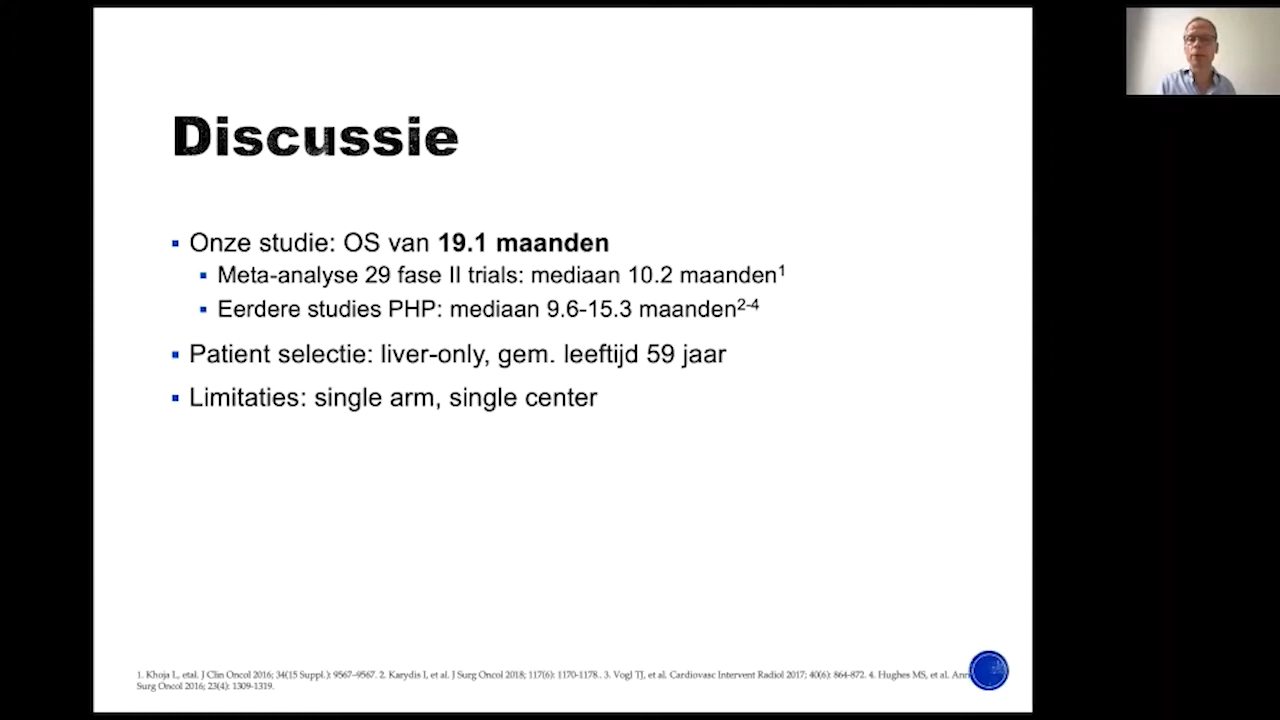 Discussie
Onze studie: OS van 19.1 maanden
Meta-analyse 29 fase II trials: mediaan 10.2 maanden¹
Eerdere studies PHP: mediaan 9.6-15.3 maanden²⁻⁴
Patient selectie: liver-only, gem. leeftijd 59 jaar
Limitaties: single arm, single center
1. Khoja L, etal. J Clin Oncol 2016; 34(15 Suppl.): 9567–9567. 2. Karydis I, et al. J Surg Oncol 2018; 117(6): 1170-1178.. 3. Vogl TJ, et al. Cardiovasc Intervent Radiol 2017; 40(6): 864-872. 4. Hughes MS, et al. Ann
Surg Oncol 2016; 23(4): 1309-1319.